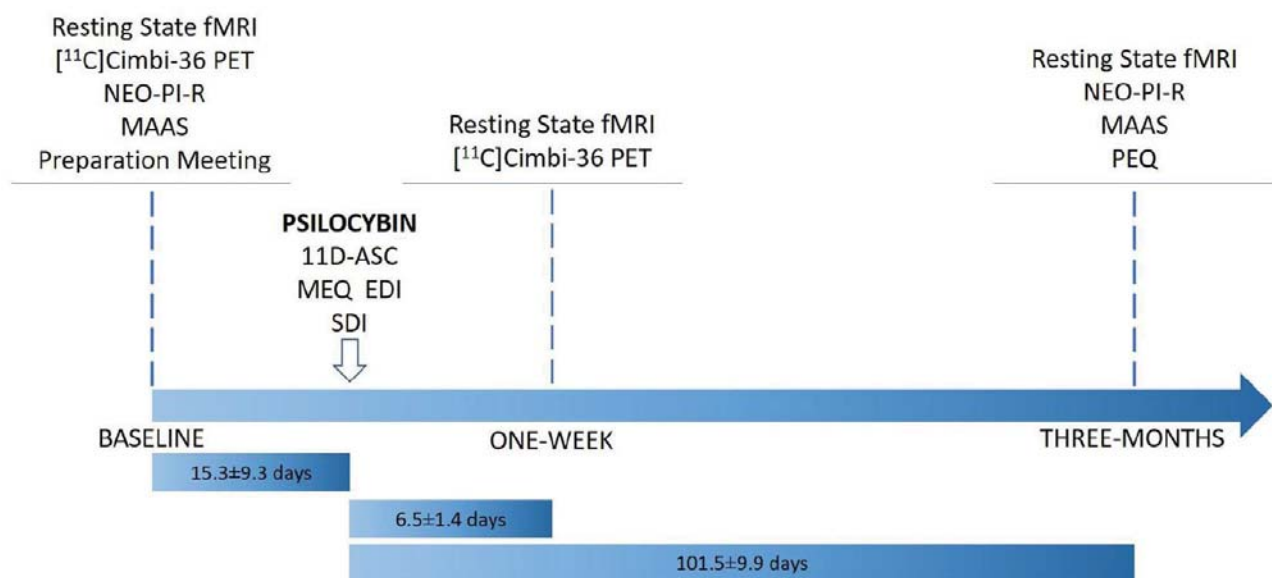 Resting State fMRI
[¹¹C]Cimbi-36 PET
NEO-PI-R
MAAS
Preparation Meeting
PSILOCYBIN
11D-ASC
MEQ EDI
SDI
Resting State fMRI
[¹¹C]Cimbi-36 PET
Resting State fMRI
NEO-PI-R
MAAS
PEQ
BASELINE
ONE-WEEK
THREE-MONTHS
15.3±9.3 days
6.5±1.4 days
101.5±9.9 days